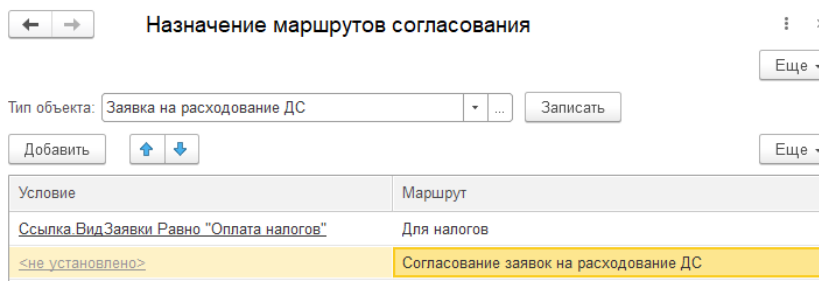 Назначение маршрутов согласования
Еще
Тип объекта: Заявка на расходование ДС ... Записать
Добавить Еще
Условие Маршрут
Ссылка.ВидЗаявки Равно "Оплата налогов" Для налогов
<не установлено> Согласование заявок на расходование ДС